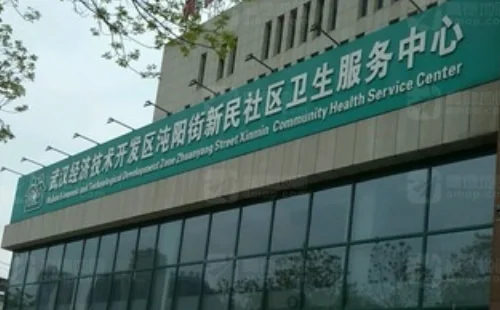 武汉经济技术开发区沌阳街新民社区卫生服务中心
Wuhan Economic and Technological Development Zone Zhuanyang Street Xinmin Community Health Service Center